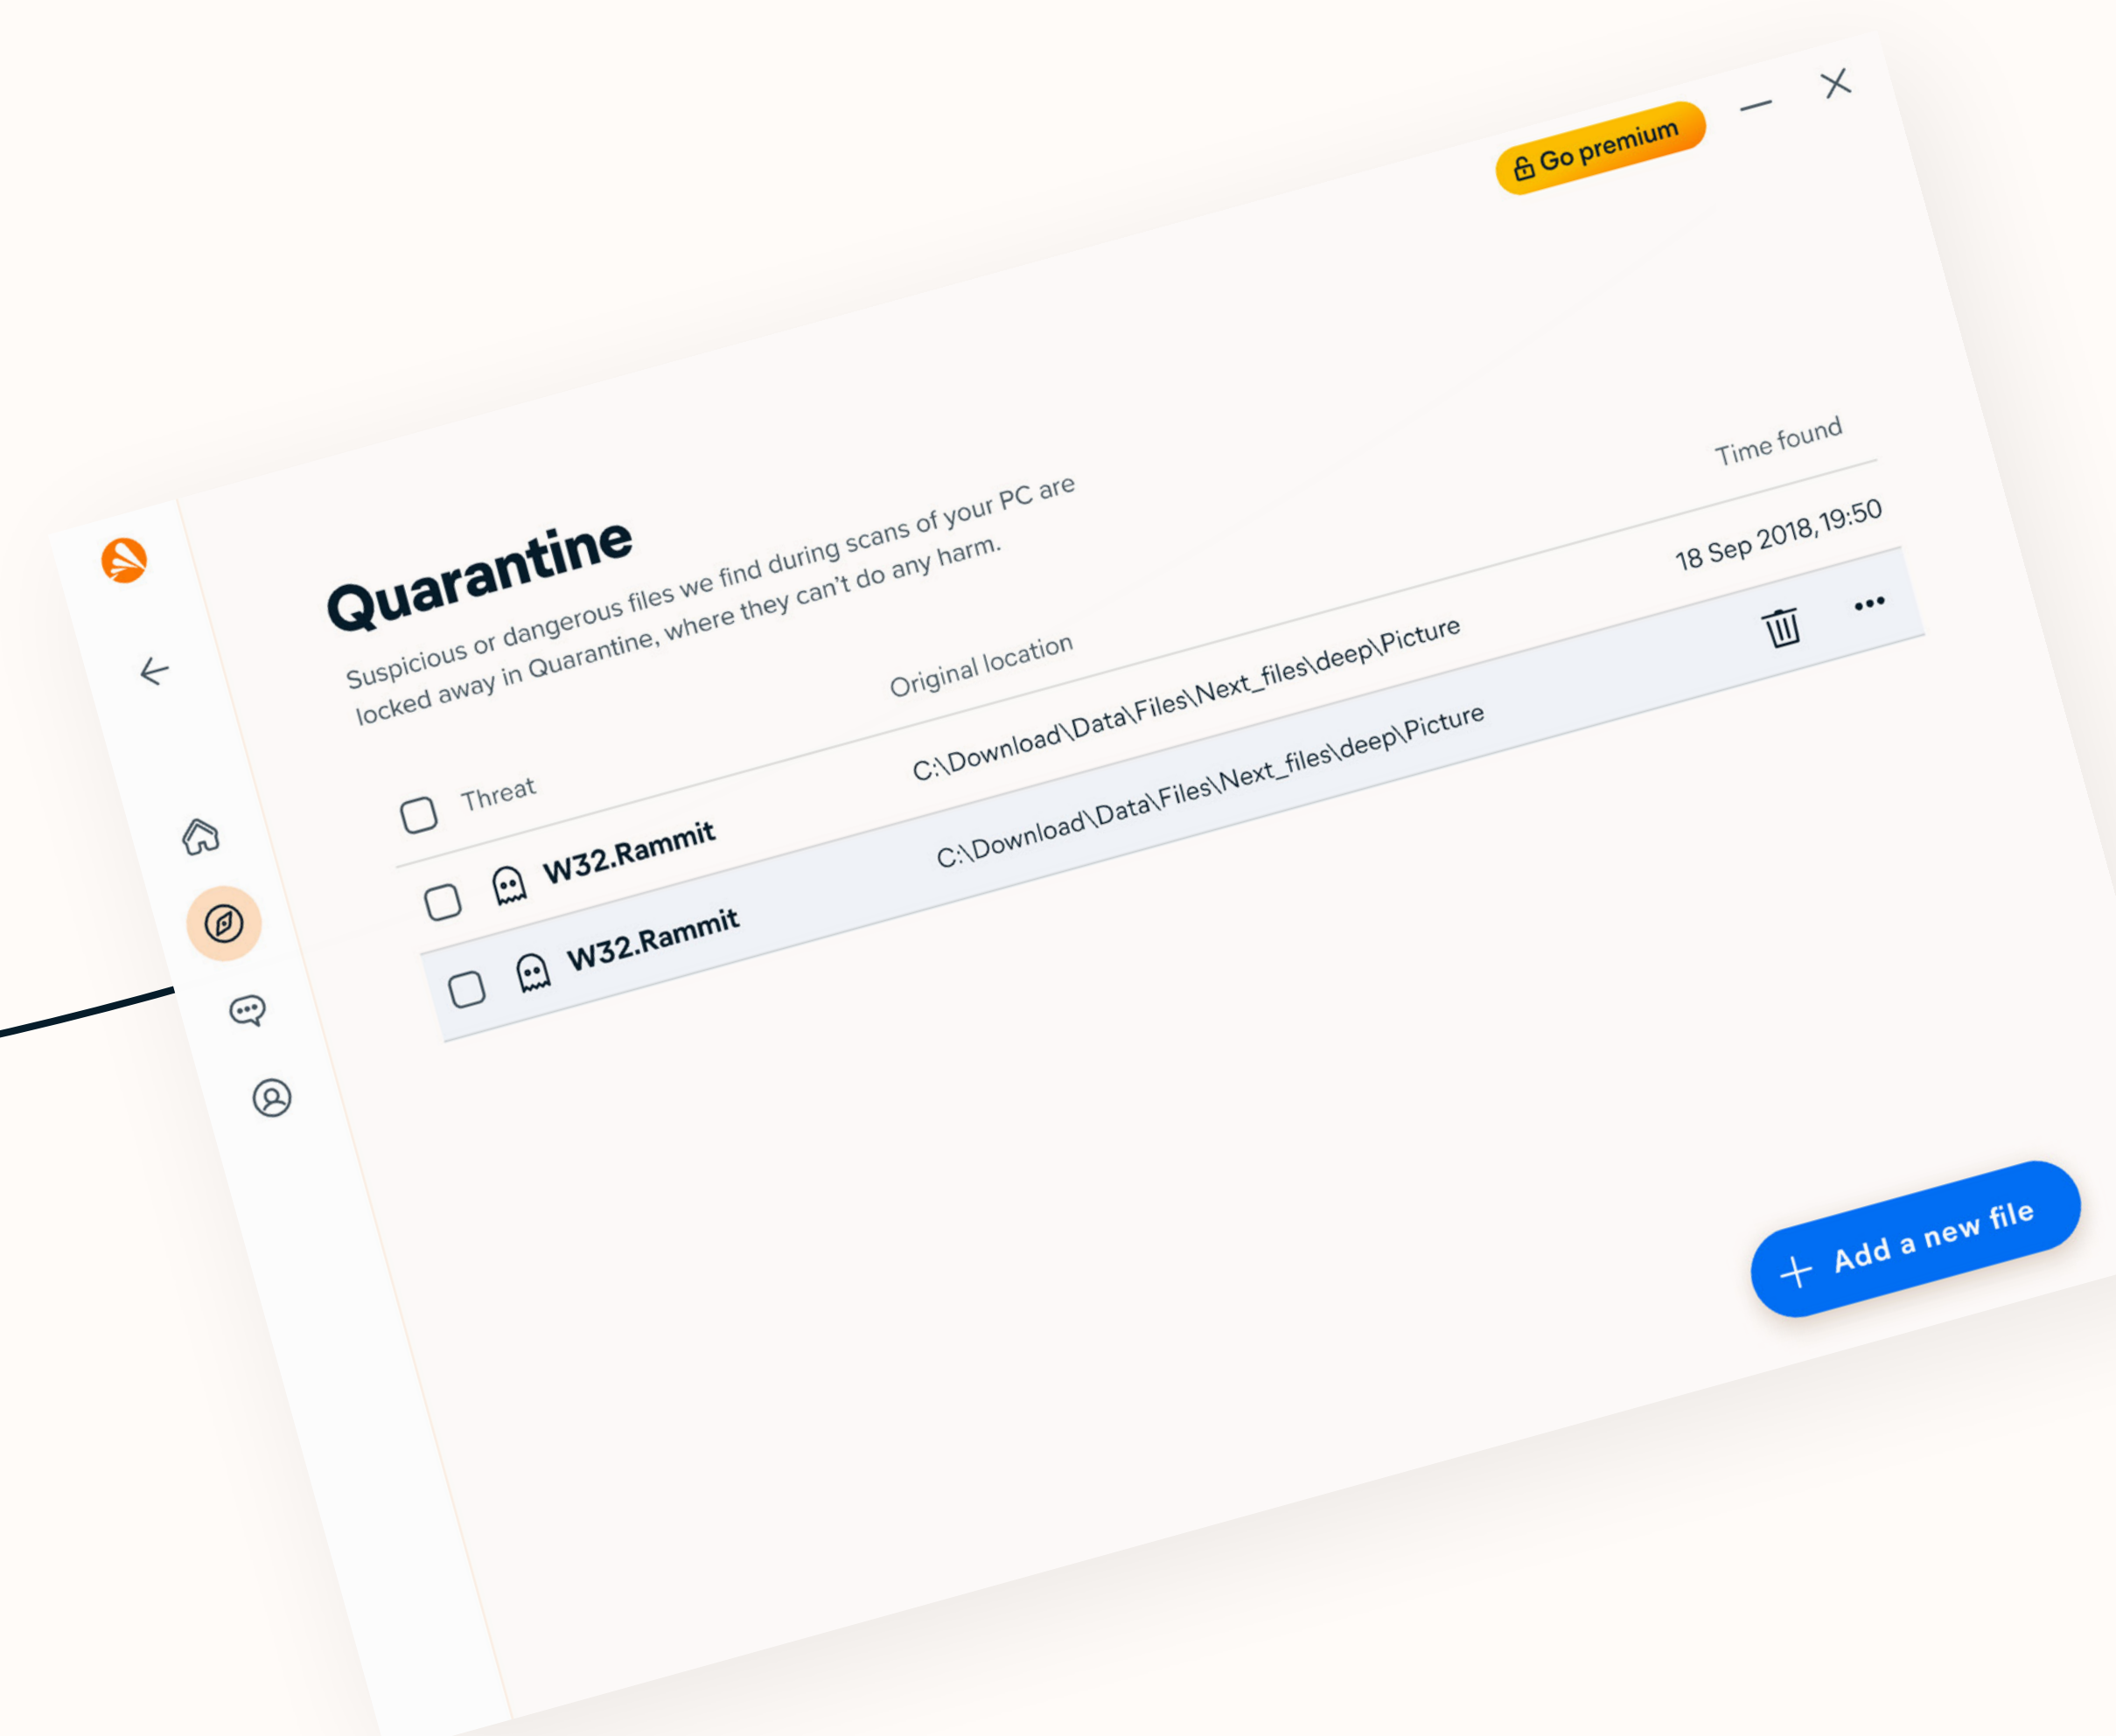 Go premium
Quarantine
Suspicious or dangerous files we find during scans of your PC are
locked away in Quarantine, where they can't do any harm.
Threat Original location Time found
W32.Rammit C:\Download\Data\Files\Next_files\deep\Picture 18 Sep 2018, 19:50
W32.Rammit C:\Download\Data\Files\Next_files\deep\Picture
Add a new file